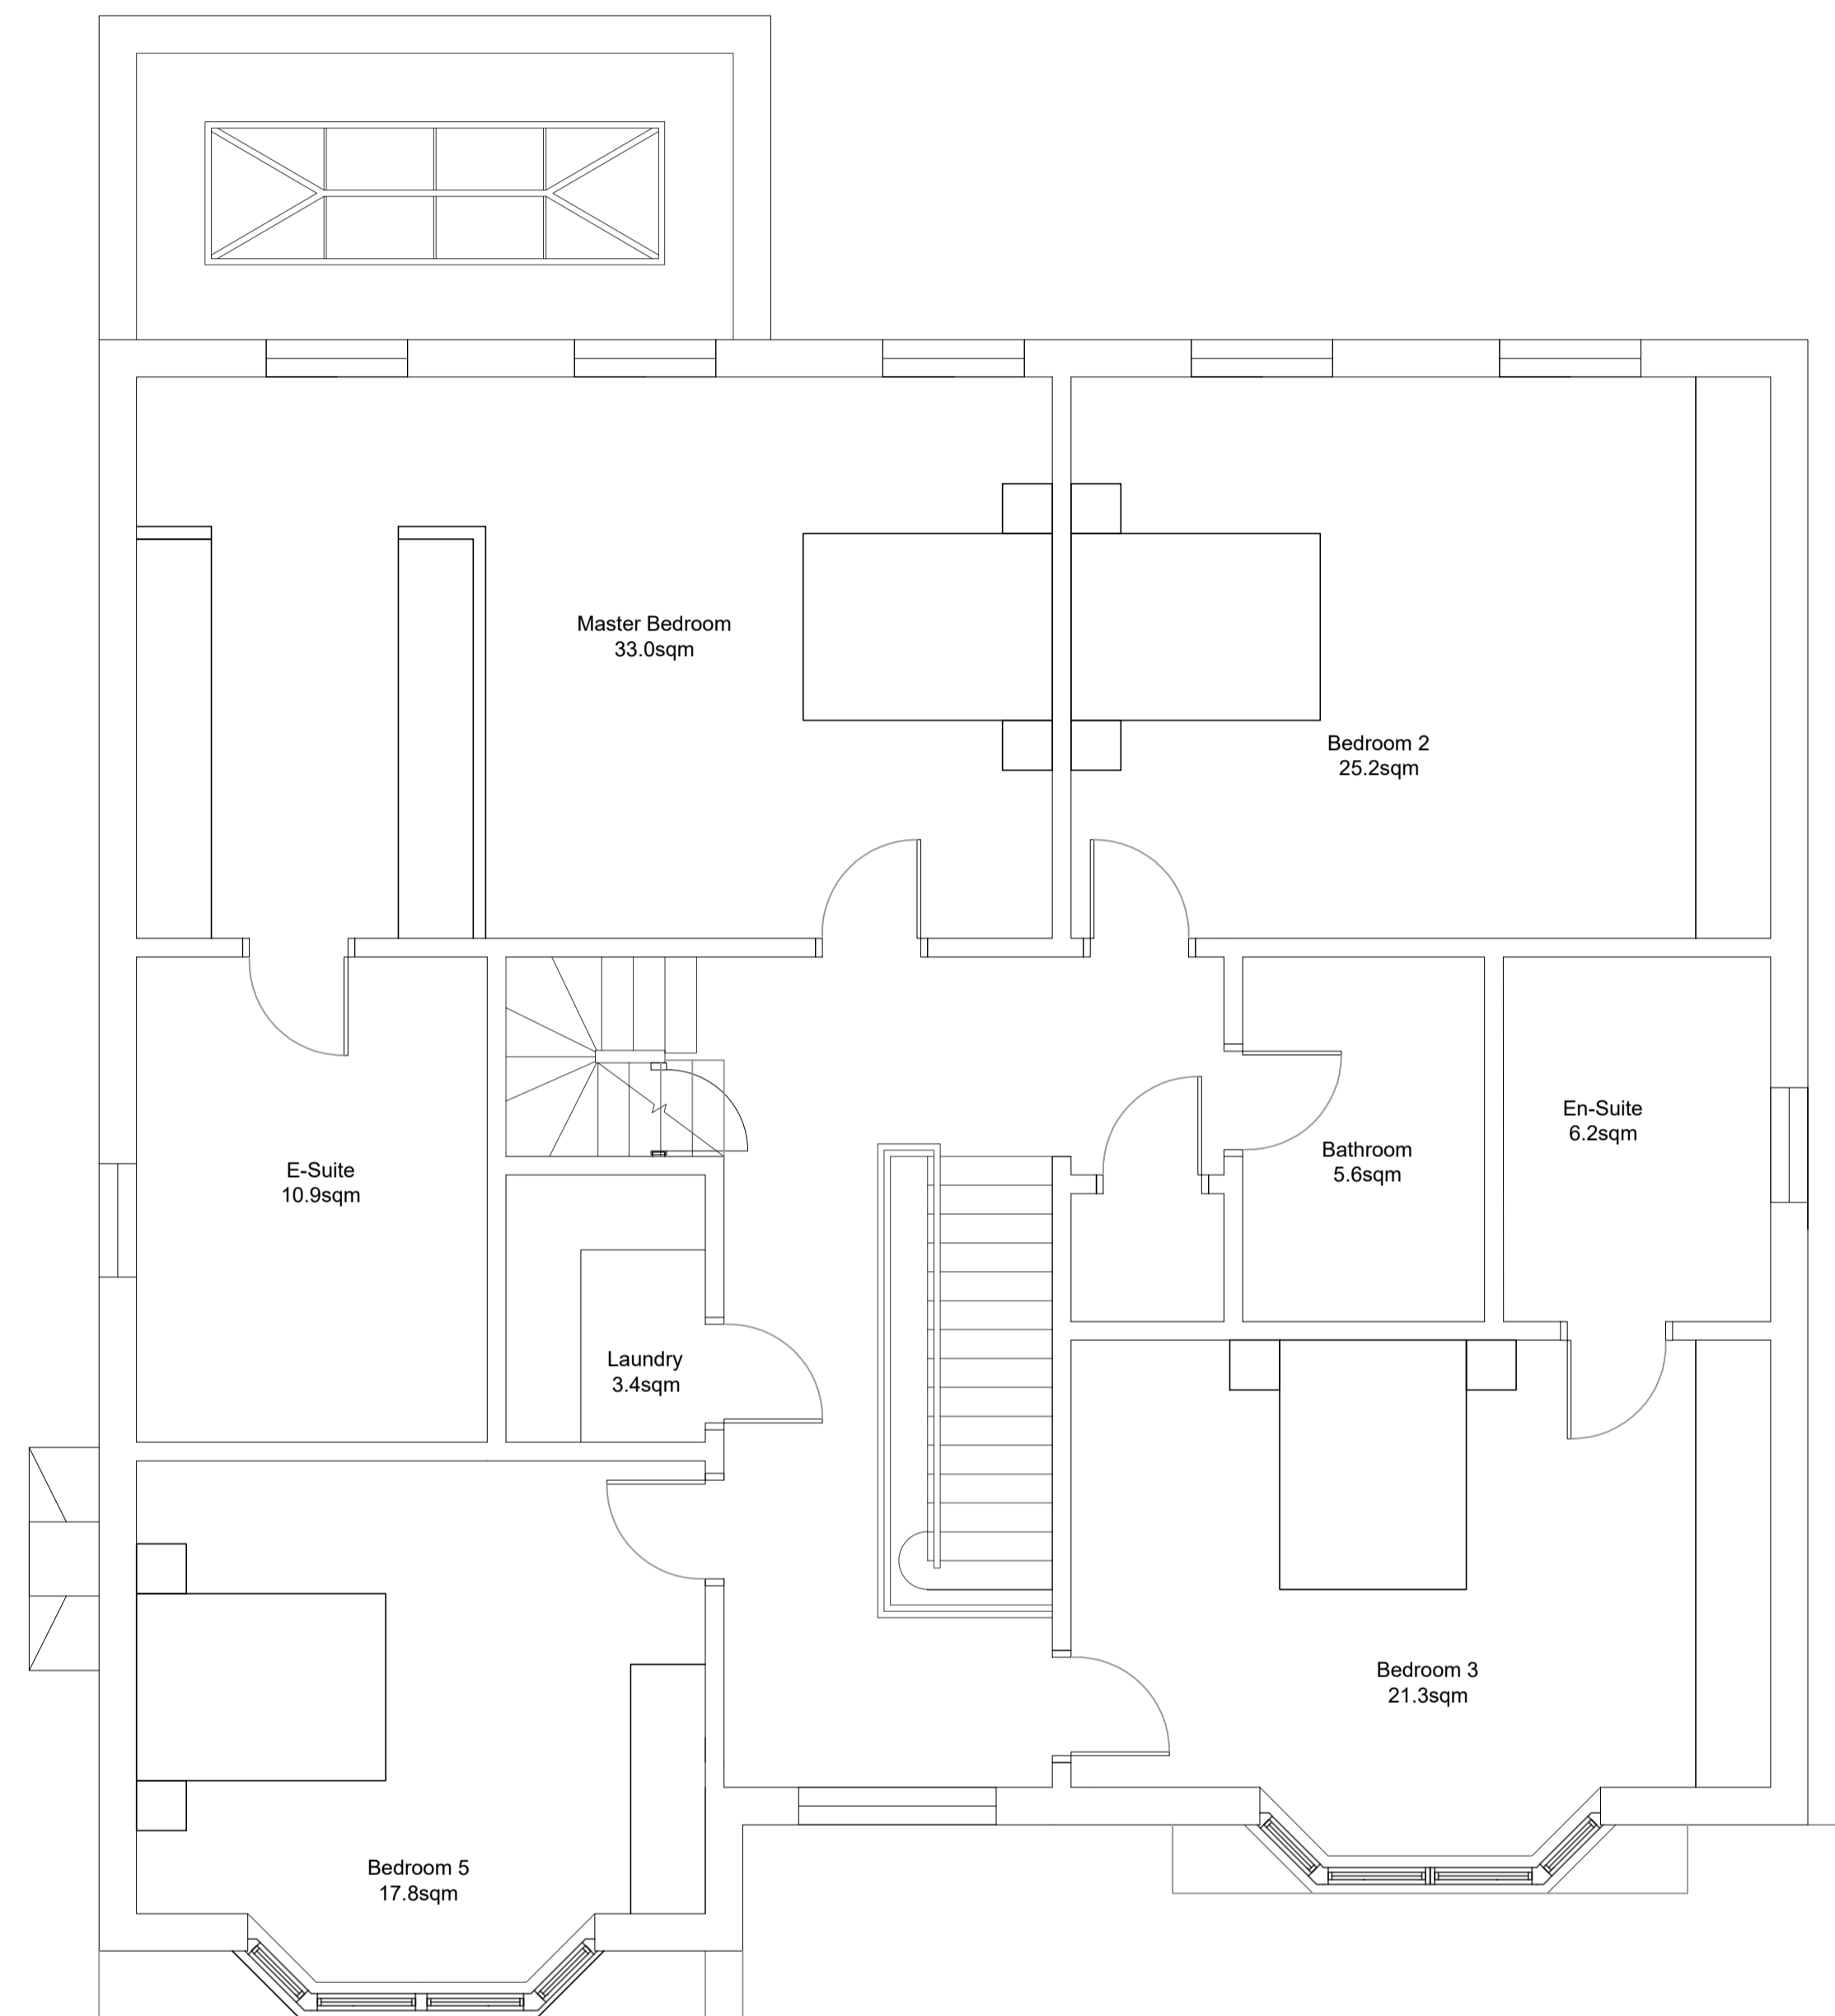 Master Bedroom
33.0sqm
Bedroom 2
25.2sqm
En-Suite
6.2sqm
Bathroom
5.6sqm
E-Suite
10.9sqm
Laundry
3.4sqm
Bedroom 3
21.3sqm
Bedroom 5
17.8sqm